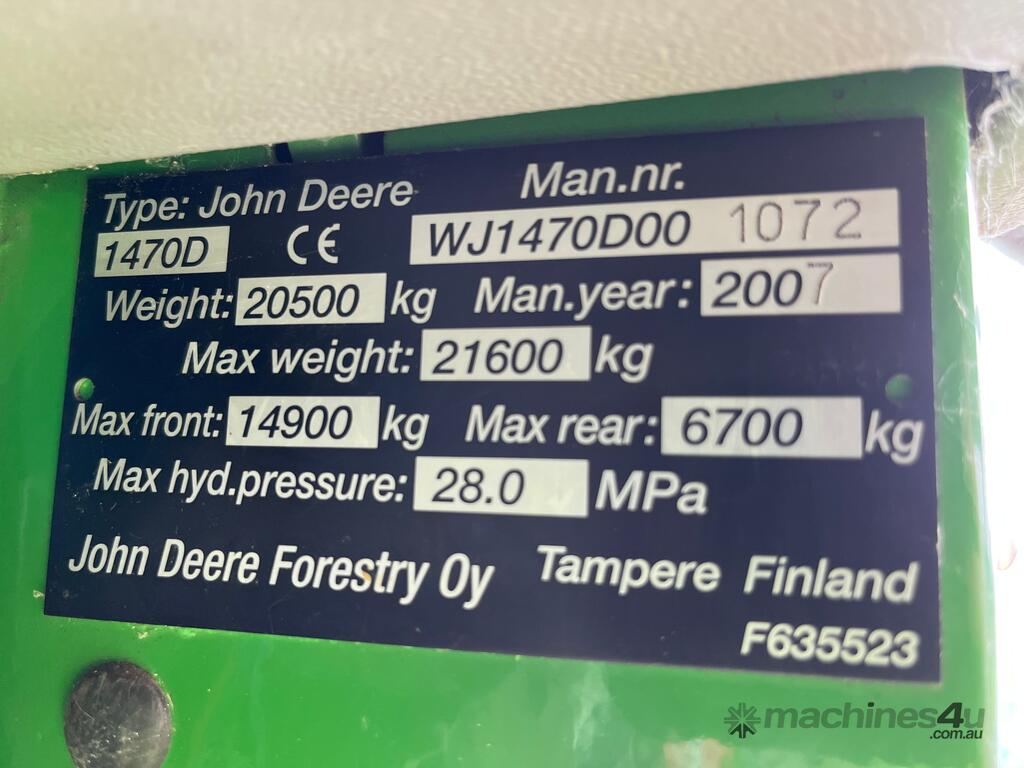 Type: John Deere Man.nr.
1470D CE WJ1470D00 1072
Weight: 20500 kg Man.year: 2007
Max weight: 21600 kg
Max front: 14900 kg Max rear: 6700 kg
Max hyd.pressure: 28.0 MPa
John Deere Forestry Oy Tampere Finland
F635523
machines4u
.com.au